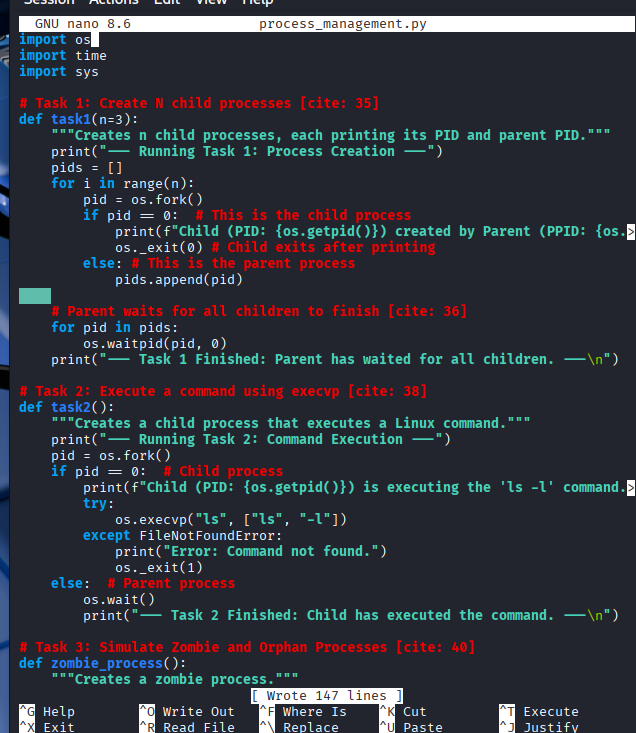 Session Actions Edit View Help
GNU nano 8.6 process_management.py
import os
import time
import sys
# Task 1: Create N child processes [cite: 35]
def task1(n=3):
"""Creates n child processes, each printing its PID and parent PID."""
print("--- Running Task 1: Process Creation ---")
pids = []
for i in range(n):
pid = os.fork()
if pid == 0: # This is the child process
print(f"Child (PID: {os.getpid()}) created by Parent (PPID: {os.>
os._exit(0) # Child exits after printing
else: # This is the parent process
pids.append(pid)
# Parent waits for all children to finish [cite: 36]
for pid in pids:
os.waitpid(pid, 0)
print("--- Task 1 Finished: Parent has waited for all children. ---\n")
# Task 2: Execute a command using execvp [cite: 38]
def task2():
"""Creates a child process that executes a Linux command."""
print("--- Running Task 2: Command Execution ---")
pid = os.fork()
if pid == 0: # Child process
print(f"Child (PID: {os.getpid()}) is executing the 'ls -l' command.>
try:
os.execvp("ls", ["ls", "-l"])
except FileNotFoundError:
print("Error: Command not found.")
os._exit(1)
else: # Parent process
os.wait()
print("--- Task 2 Finished: Child has executed the command. ---\n")
# Task 3: Simulate Zombie and Orphan Processes [cite: 40]
def zombie_process():
"""Creates a zombie process."""
[ Wrote 147 lines ]
^G Help ^O Write Out ^F Where Is ^K Cut ^T Execute
^X Exit ^R Read File ^\ Replace ^U Paste ^J Justify